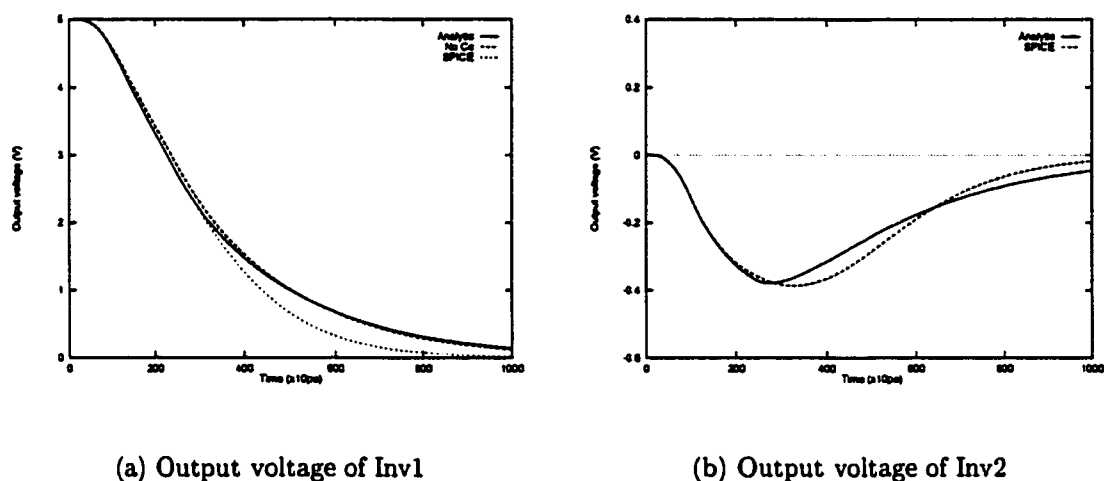 5
4
3
2
1
0
Output voltage (V)
Analytic
No Cc
SPICE
0
200
400
600
800
1000
Time (x10ps)
0.4
0.2
0
-0.2
-0.4
-0.6
Output voltage (V)
Analytic
SPICE
0
200
400
600
800
1000
Time (x10ps)
(a) Output voltage of Inv1
(b) Output voltage of Inv2